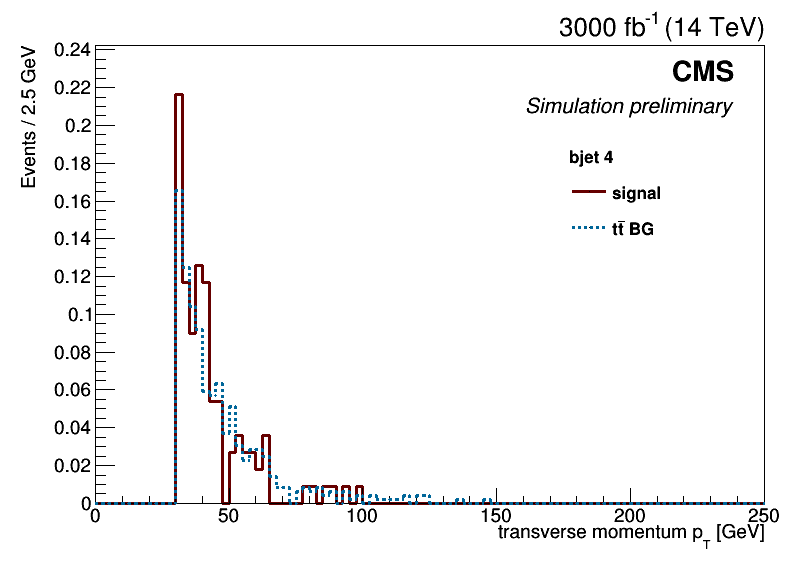 3000 fb⁻¹ (14 TeV)
CMS
Simulation preliminary
bjet 4
signal
tt̄ BG
Events / 2.5 GeV
0.24
0.22
0.2
0.18
0.16
0.14
0.12
0.1
0.08
0.06
0.04
0.02
0
0 50 100 150 200 250
transverse momentum p_T [GeV]